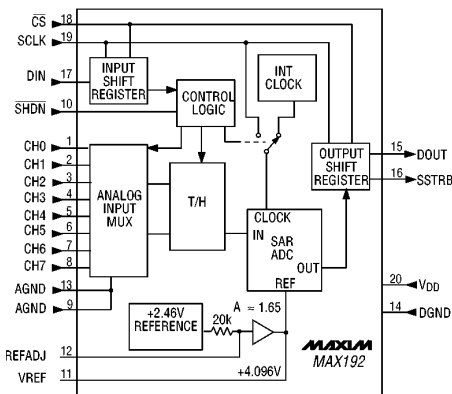 CS 18
SCLK 19
DIN 17
INPUT
SHIFT
REGISTER
SHDN 10
CONTROL
LOGIC
INT
CLOCK
CH0 1
CH1 2
CH2 3
CH3 4
CH4 5
CH5 6
CH6 7
CH7 8
AGND 13
AGND 9
ANALOG
INPUT
MUX
T/H
CLOCK
IN
SAR
ADC
OUT
REF
OUTPUT
SHIFT
REGISTER
15 DOUT
16 SSTRB
20 VDD
14 DGND
+2.46V
REFERENCE
20k
A = 1.65
REFADJ 12
VREF 11
+4.096V
MAXIM
MAX192